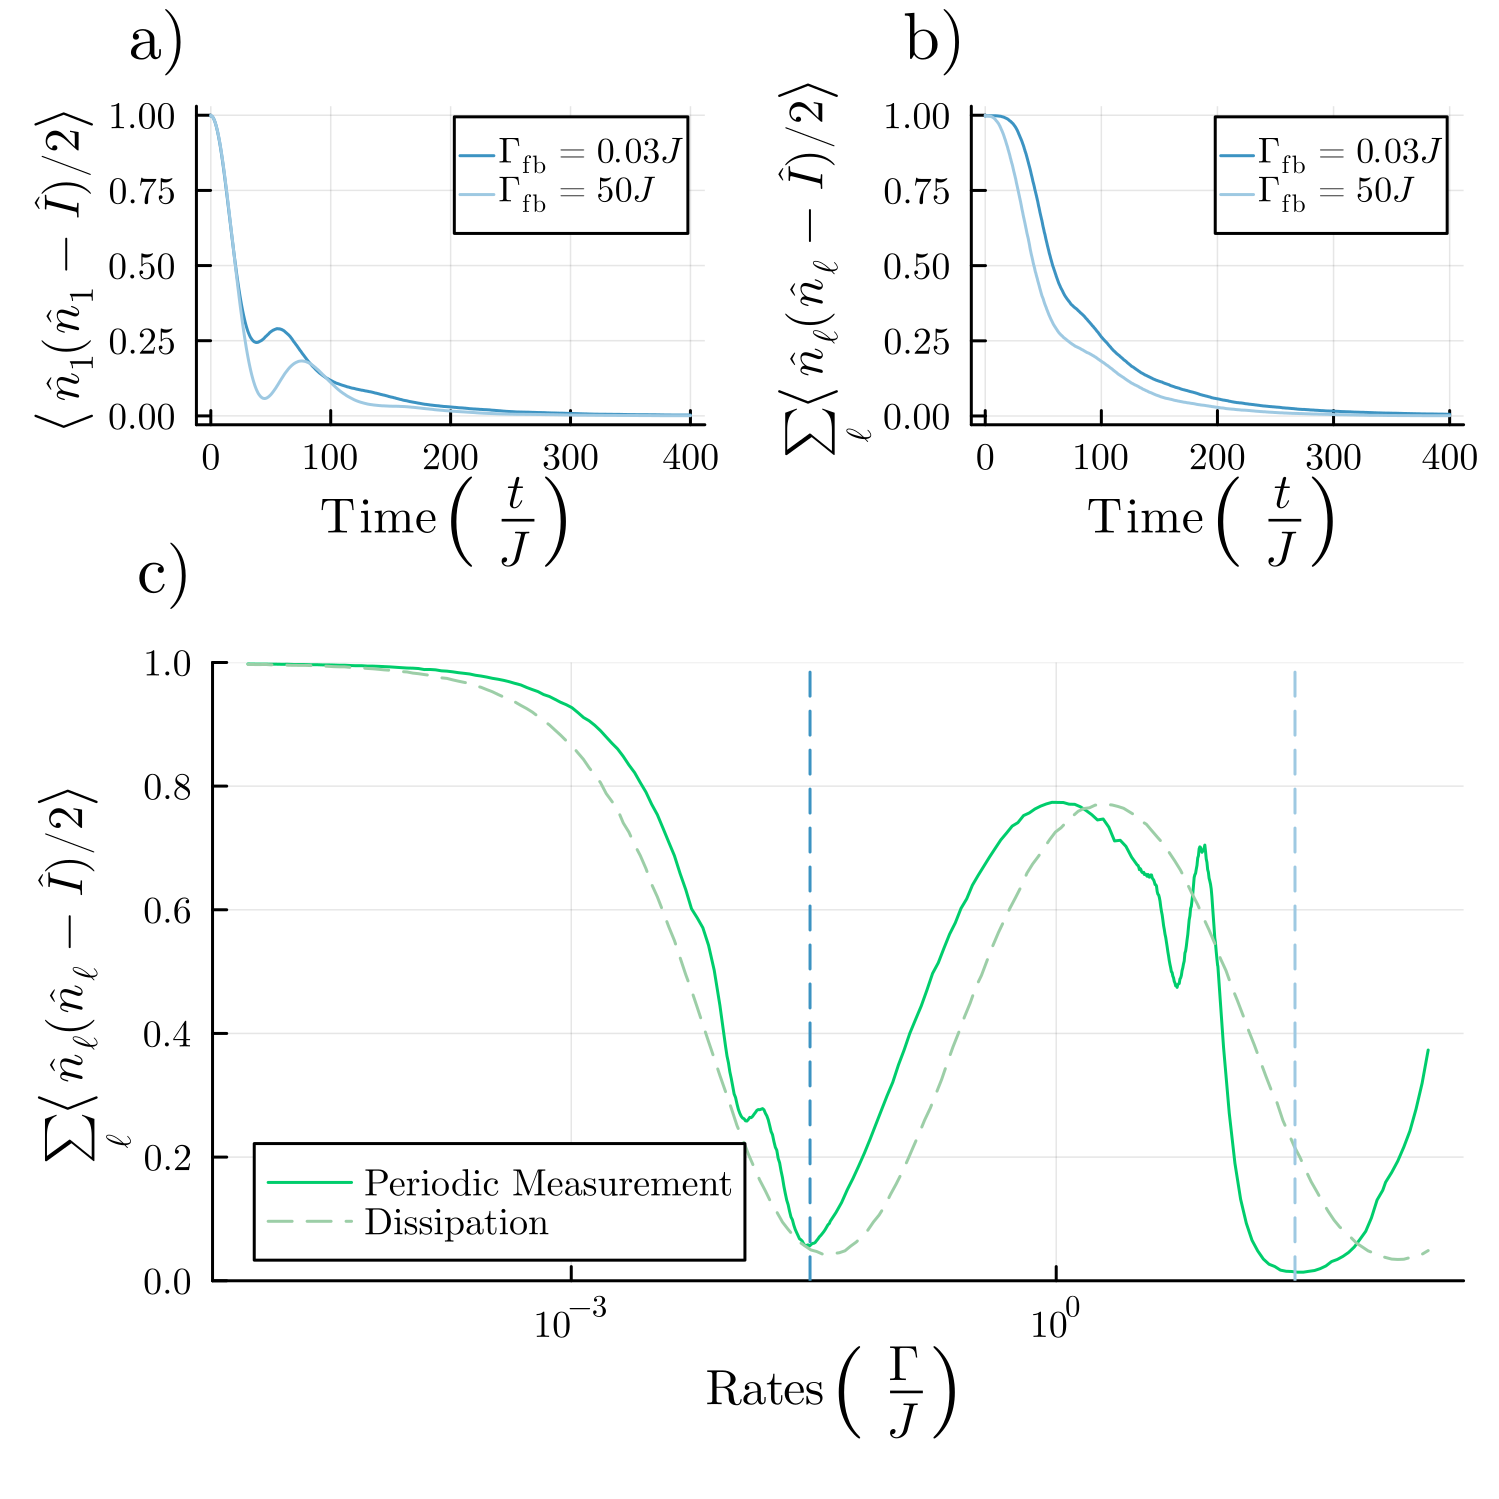 a)
⟨n̂₁(n̂₁ − Î)/2⟩
1.00
0.75
0.50
0.25
0.00
Γ_fb = 0.03J
Γ_fb = 50J
0 100 200 300 400
Time( t/J )
b)
∑_ℓ⟨n̂_ℓ(n̂_ℓ − Î)/2⟩
1.00
0.75
0.50
0.25
0.00
Γ_fb = 0.03J
Γ_fb = 50J
0 100 200 300 400
Time( t/J )
c)
∑_ℓ⟨n̂_ℓ(n̂_ℓ − Î)/2⟩
1.0
0.8
0.6
0.4
0.2
0.0
Periodic Measurement
Dissipation
10⁻³ 10⁰
Rates( Γ/J )